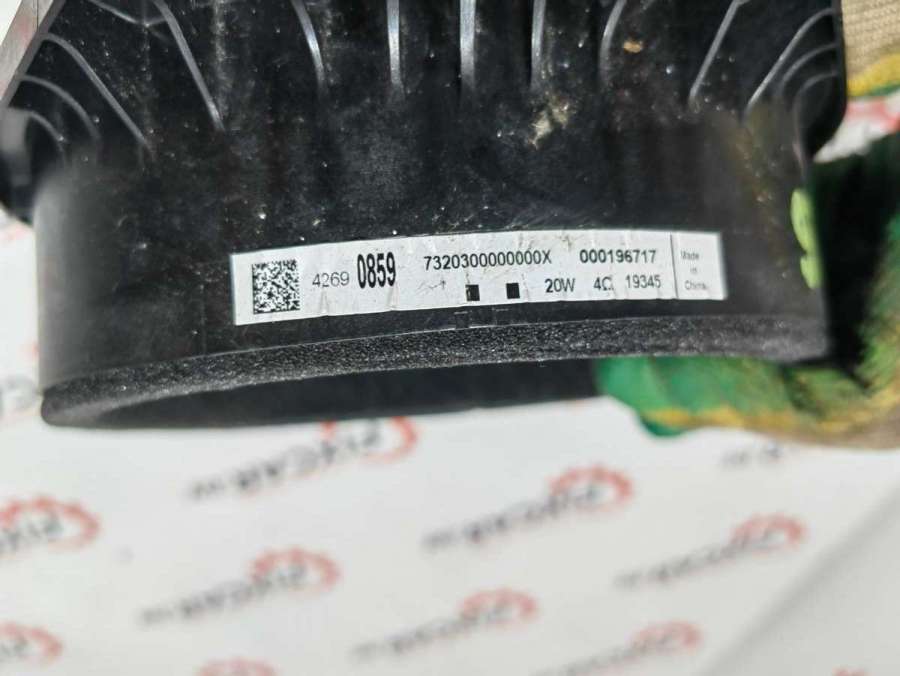 4269 0859 7320300000000X 000196717
20W 4Ω 19345
Made
in
China